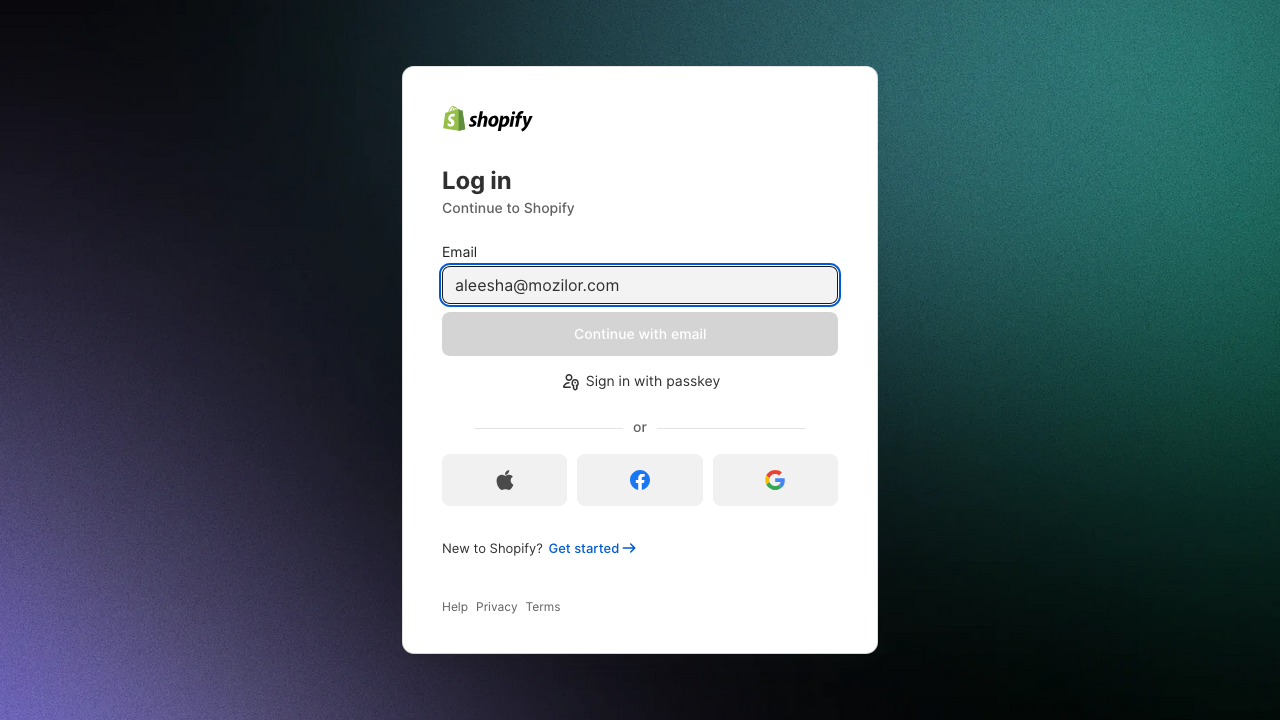 shopify
Log in
Continue to Shopify
Email
aleesha@mozilor.com
Continue with email
Sign in with passkey
or
New to Shopify? Get started
Help Privacy Terms